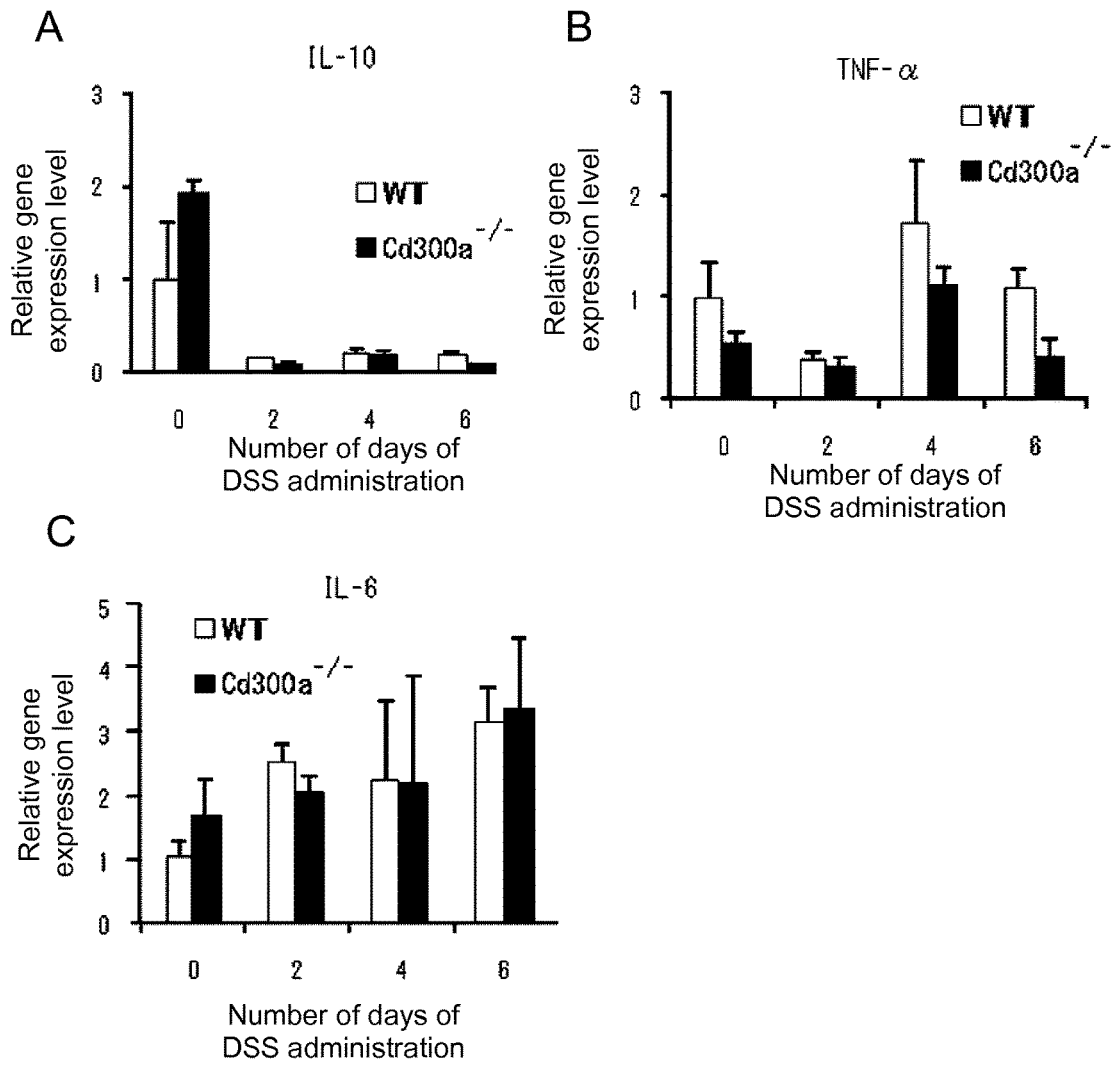 A
IL-10
3
2
1
0
Relative gene
expression level
WT
Cd300a-/-
0 2 4 6
Number of days of
DSS administration
B
TNF-α
3
2
1
0
Relative gene
expression level
WT
Cd300a-/-
0 2 4 6
Number of days of
DSS administration
C
IL-6
5
4
3
2
1
0
Relative gene
expression level
WT
Cd300a-/-
0 2 4 6
Number of days of
DSS administration